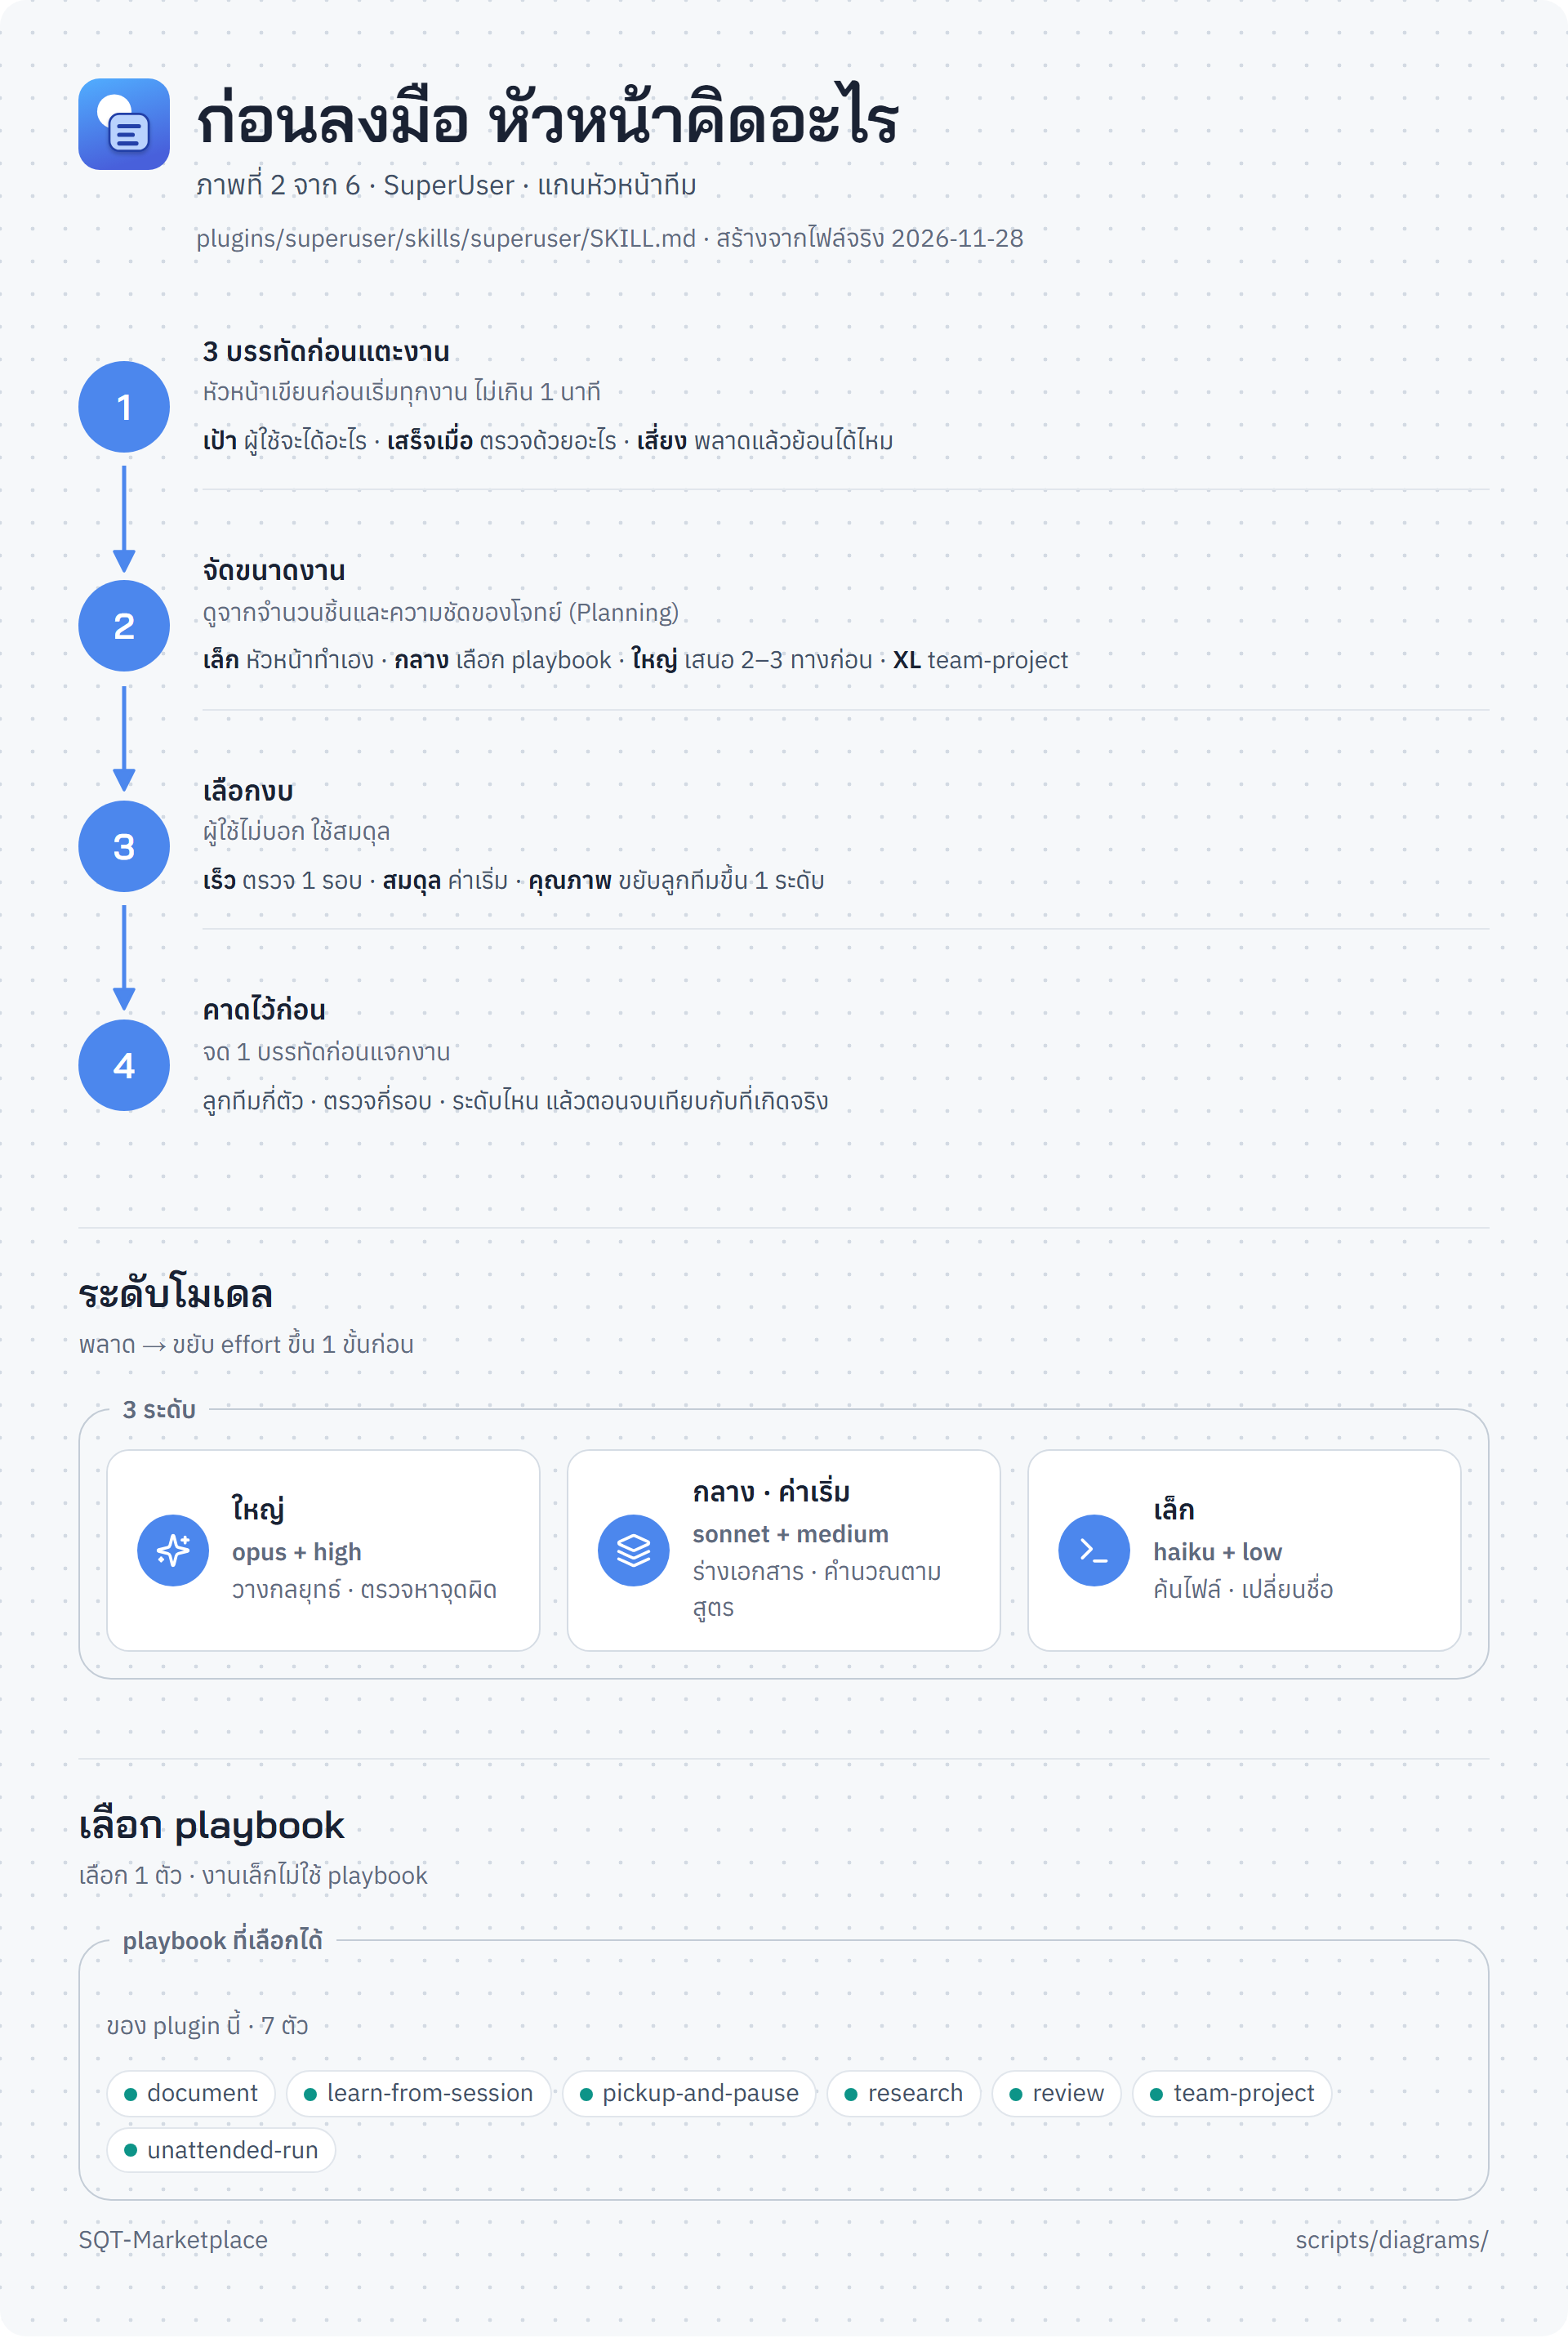 ก่อนลงมือ หัวหน้าคิดอะไร
ภาพที่ 2 จาก 6 · SuperUser · แกนหัวหน้าทีม
plugins/superuser/skills/superuser/SKILL.md · สร้างจากไฟล์จริง 2026-11-28
1
3 บรรทัดก่อนแตะงาน
หัวหน้าเขียนก่อนเริ่มทุกงาน ไม่เกิน 1 นาที
เป้า ผู้ใช้จะได้อะไร · เสร็จเมื่อ ตรวจด้วยอะไร · เสี่ยง พลาดแล้วย้อนได้ไหม
2
จัดขนาดงาน
ดูจากจำนวนชิ้นและความชัดของโจทย์ (Planning)
เล็ก หัวหน้าทำเอง · กลาง เลือก playbook · ใหญ่ เสนอ 2–3 ทางก่อน · XL team-project
3
เลือกงบ
ผู้ใช้ไม่บอก ใช้สมดุล
เร็ว ตรวจ 1 รอบ · สมดุล ค่าเริ่ม · คุณภาพ ขยับลูกทีมขึ้น 1 ระดับ
4
คาดไว้ก่อน
จด 1 บรรทัดก่อนแจกงาน
ลูกทีมกี่ตัว · ตรวจกี่รอบ · ระดับไหน แล้วตอนจบเทียบกับที่เกิดจริง
ระดับโมเดล
พลาด → ขยับ effort ขึ้น 1 ขั้นก่อน
3 ระดับ
ใหญ่
opus + high
วางกลยุทธ์ · ตรวจหาจุดผิด
กลาง · ค่าเริ่ม
sonnet + medium
ร่างเอกสาร · คำนวณตาม
สูตร
เล็ก
haiku + low
ค้นไฟล์ · เปลี่ยนชื่อ
เลือก playbook
เลือก 1 ตัว · งานเล็กไม่ใช้ playbook
playbook ที่เลือกได้
ของ plugin นี้ · 7 ตัว
document
learn-from-session
pickup-and-pause
research
review
team-project
unattended-run
SQT-Marketplace
scripts/diagrams/